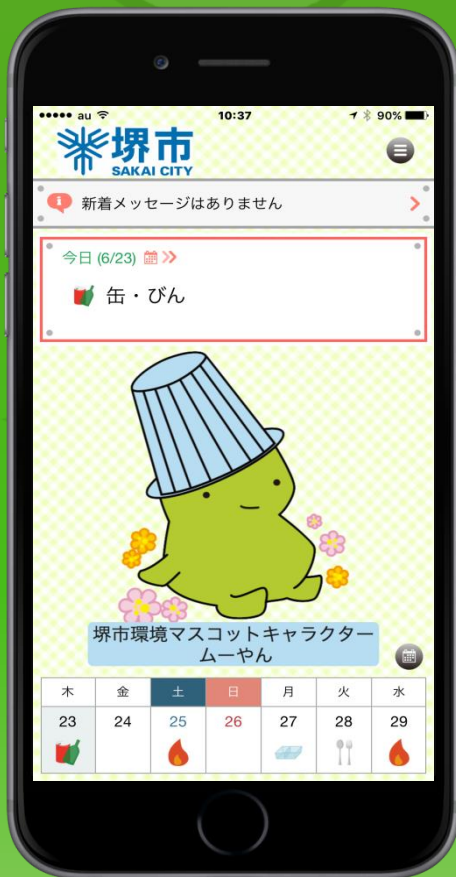 au 10:37 90%
堺市
SAKAI CITY
新着メッセージはありません
今日 (6/23)
缶・びん
堺市環境マスコットキャラクター
ムーやん
木 金 土 日 月 火 水
23 24 25 26 27 28 29